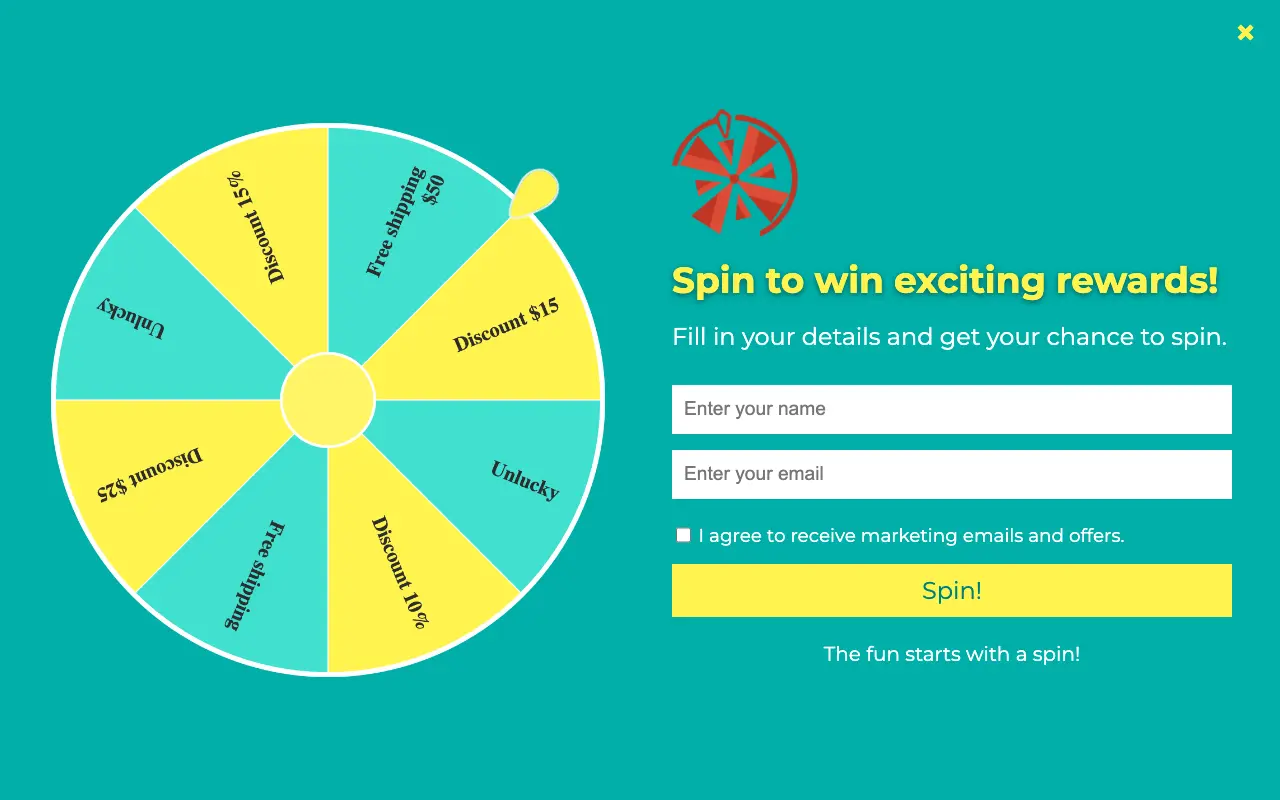 ✖
Discount 15%
Free shipping
$50
Discount $15
Unlucky
Discount 10%
Free shipping
Discount $25
Unlucky
Spin to win exciting rewards!
Fill in your details and get your chance to spin.
Enter your name
Enter your email
I agree to receive marketing emails and offers.
Spin!
The fun starts with a spin!